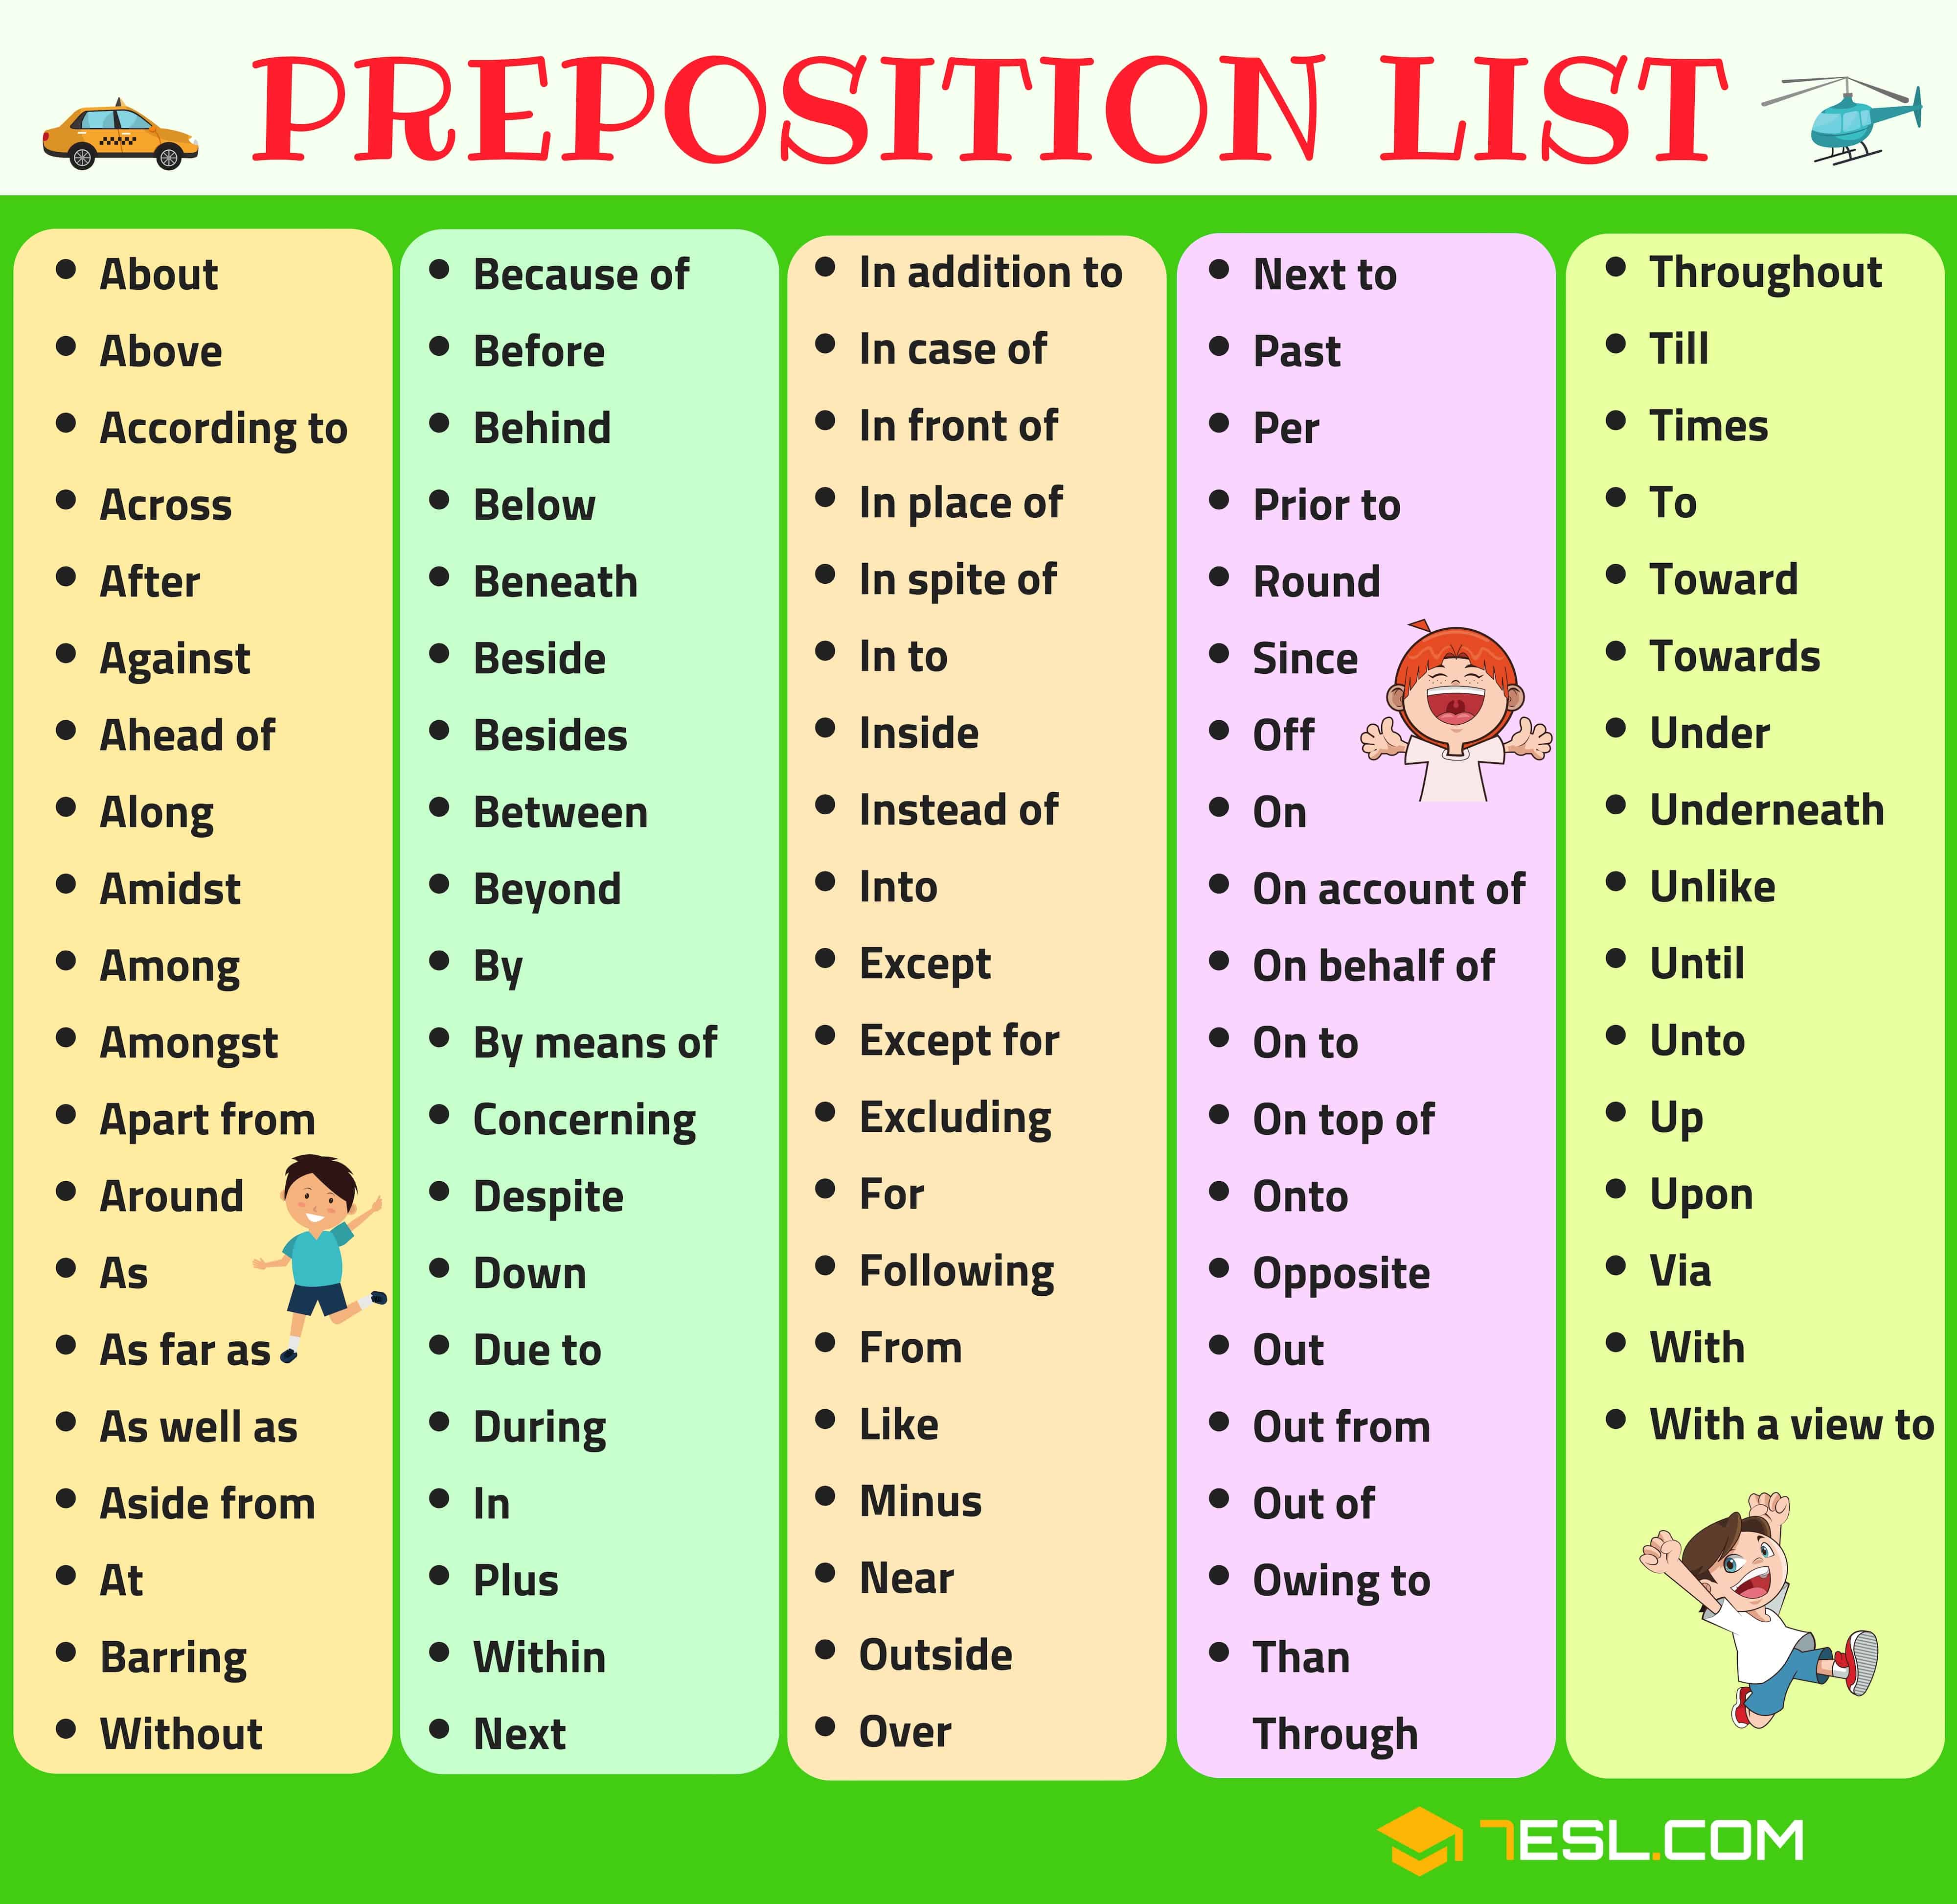 PREPOSITION LIST
• About
• Above
• According to
• Across
• After
• Against
• Ahead of
• Along
• Amidst
• Among
• Amongst
• Apart from
• Around
• As
• As far as
• As well as
• Aside from
• At
• Barring
• Without
• Because of
• Before
• Behind
• Below
• Beneath
• Beside
• Besides
• Between
• Beyond
• By
• By means of
• Concerning
• Despite
• Down
• Due to
• During
• In
• Plus
• Within
• Next
• In addition to
• In case of
• In front of
• In place of
• In spite of
• In to
• Inside
• Instead of
• Into
• Except
• Except for
• Excluding
• For
• Following
• From
• Like
• Minus
• Near
• Outside
• Over
• Next to
• Past
• Per
• Prior to
• Round
• Since
• Off
• On
• On account of
• On behalf of
• On to
• On top of
• Onto
• Opposite
• Out
• Out from
• Out of
• Owing to
• Than
Through
• Throughout
• Till
• Times
• To
• Toward
• Towards
• Under
• Underneath
• Unlike
• Until
• Unto
• Up
• Upon
• Via
• With
• With a view to
7ESL.COM